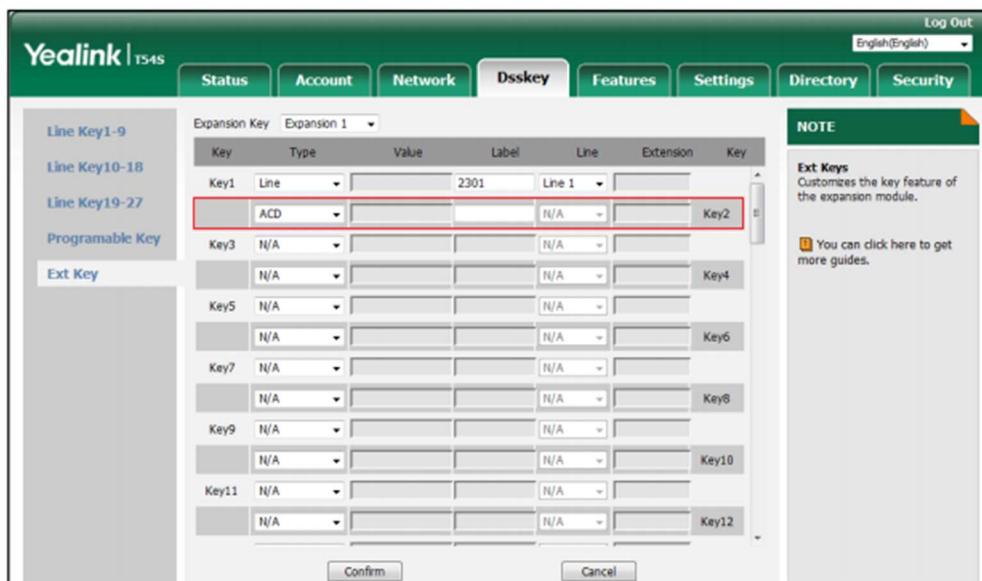 Log Out
Yealink | T54S
English(English)
Status Account Network Dsskey Features Settings Directory Security
Line Key1-9
Line Key10-18
Line Key19-27
Programable Key
Ext Key
Expansion Key Expansion 1
Key Type Value Label Line Extension Key
Key1 Line 2301 Line 1
ACD N/A Key2
Key3 N/A N/A
N/A N/A Key4
Key5 N/A N/A
N/A N/A Key6
Key7 N/A N/A
N/A N/A Key8
Key9 N/A N/A
N/A N/A Key10
Key11 N/A N/A
N/A N/A Key12
Confirm Cancel
NOTE
Ext Keys
Customizes the key feature of
the expansion module.
You can click here to get
more guides.